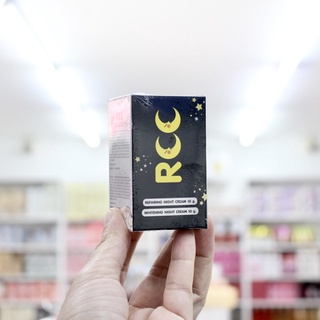 RCC
REPAIRING NIGHT CREAM 10 g
WHITENING NIGHT CREAM 10 g